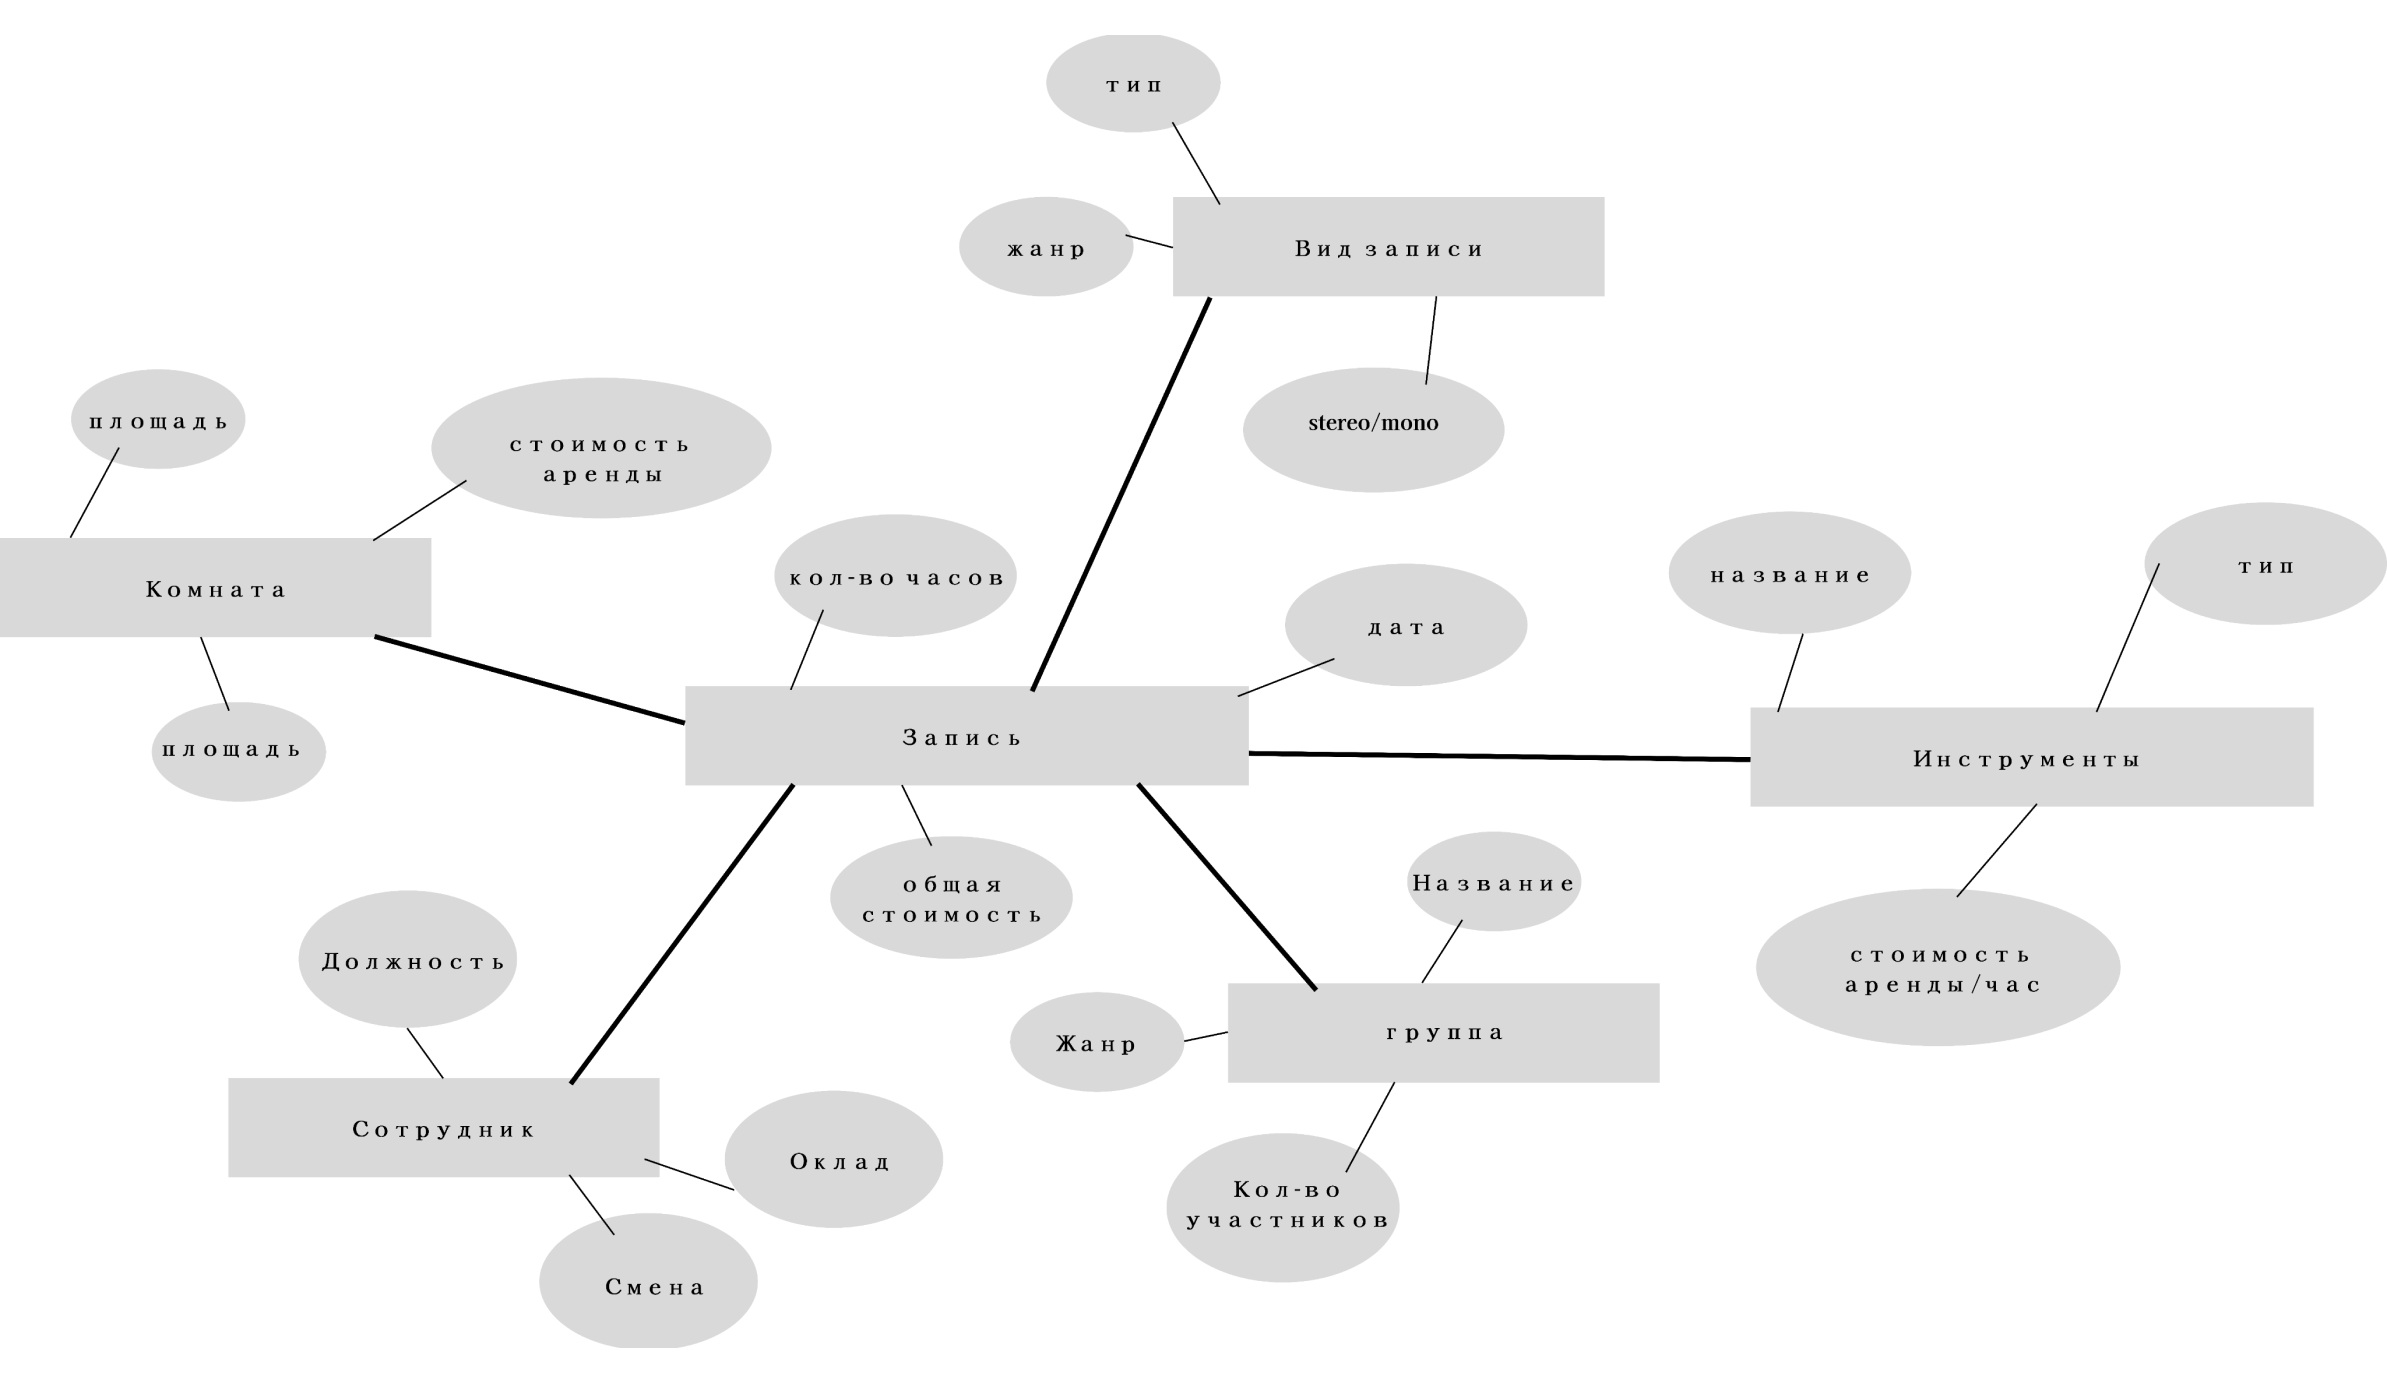 тип
жанр
Вид записи
stereo/mono
площадь
стоимость
аренды
Комната
площадь
кол-во часов
дата
название
тип
Запись
Инструменты
общая
стоимость
стоимость
аренды/час
Название
Жанр
группа
Кол-во
участников
Должность
Сотрудник
Оклад
Смена